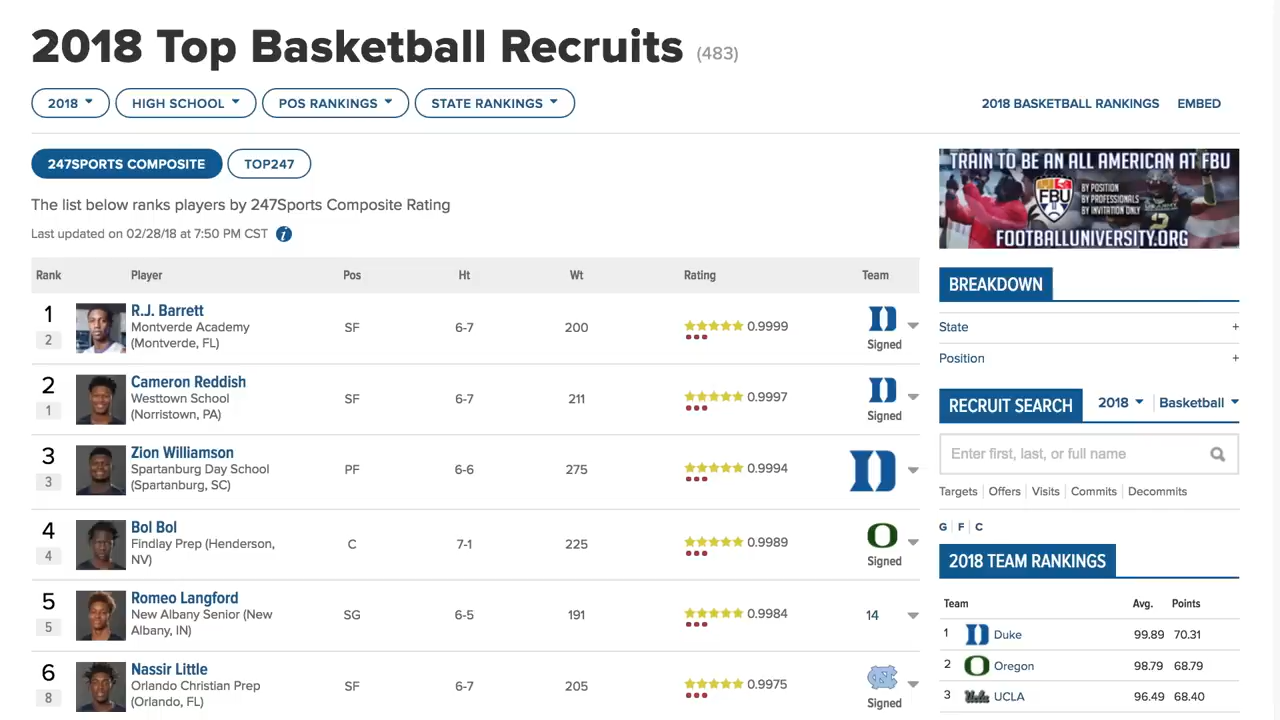 2018 Top Basketball Recruits (483)
2018 HIGH SCHOOL POS RANKINGS STATE RANKINGS
2018 BASKETBALL RANKINGS EMBED
247SPORTS COMPOSITE TOP247
The list below ranks players by 247Sports Composite Rating
Last updated on 02/28/18 at 7:50 PM CST i
Rank Player Pos Ht Wt Rating Team
1 R.J. Barrett
2 Montverde Academy
(Montverde, FL) SF 6-7 200 0.9999 D Signed
2 Cameron Reddish
1 Westtown School
(Norristown, PA) SF 6-7 211 0.9997 D Signed
3 Zion Williamson
3 Spartanburg Day School
(Spartanburg, SC) PF 6-6 275 0.9994 D
4 Bol Bol
4 Findlay Prep (Henderson,
NV) C 7-1 225 0.9989 O Signed
5 Romeo Langford
5 New Albany Senior (New
Albany, IN) SG 6-5 191 0.9984 14
6 Nassir Little
8 Orlando Christian Prep
(Orlando, FL) SF 6-7 205 0.9975 NC Signed
TRAIN TO BE AN ALL AMERICAN AT FBU
FBU
BY POSITION
BY PROFESSIONALS
BY INVITATION ONLY
2
FOOTBALLUNIVERSITY.ORG
BREAKDOWN
State +
Position +
RECRUIT SEARCH 2018 Basketball
Enter first, last, or full name
Targets Offers Visits Commits Decommits
G F C
2018 TEAM RANKINGS
Team Avg. Points
1 D Duke 99.89 70.31
2 O Oregon 98.79 68.79
3 Ucla UCLA 96.49 68.40